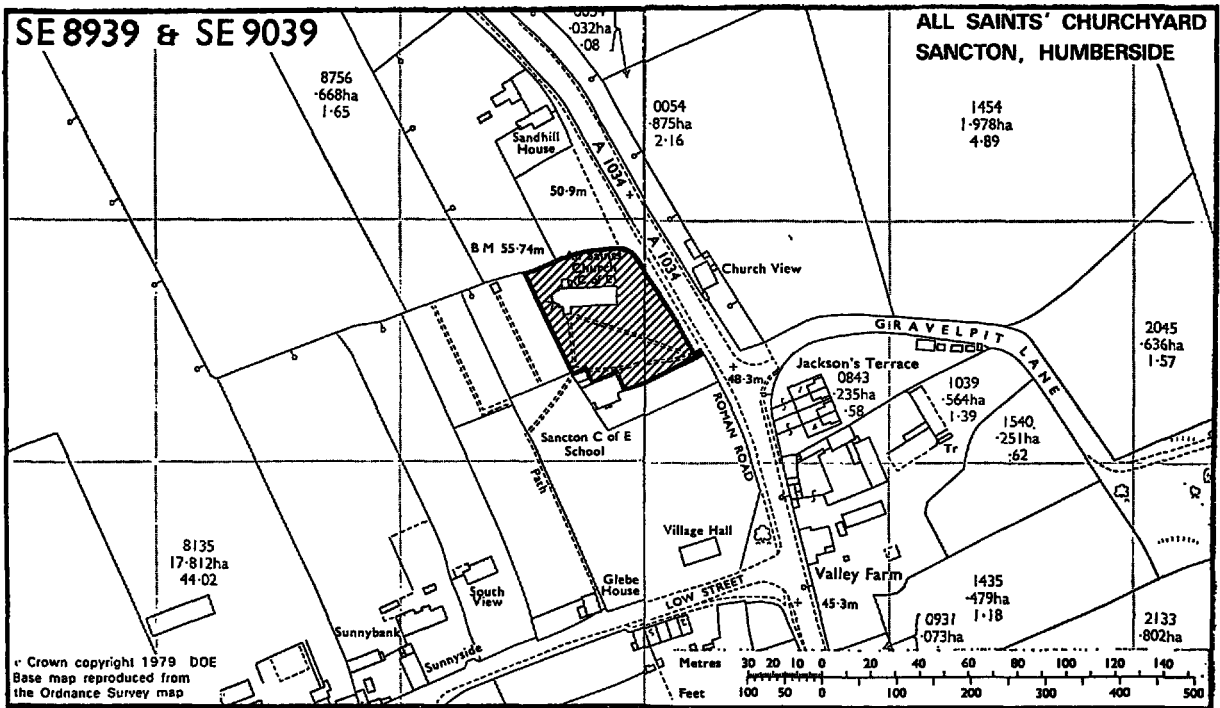 SE 8939 & SE 9039
ALL SAINTS' CHURCHYARD
SANCTON, HUMBERSIDE
·032ha
·08
8756
·668ha
1·65
0054
·875ha
2·16
1454
1·978ha
4·89
Sandhill
House
A 1034
50·9m
B M 55·74m
A 1034
Church
(C of E)
Church View
GRAVELPIT LANE
2045
·636ha
1·57
48·3m
Jackson's Terrace
0843
·235ha
·58
1039
·564ha
1·39
1540
·251ha
·62
Tr
ROMAN ROAD
Sancton C of E
School
Path
Village Hall
8135
17·812ha
44·02
South
View
Glebe
House
LOW STREET
Valley Farm
45·3m
1435
·479ha
1·18
0931
·073ha
2133
·802ha
Sunnybank
Sunnyside
Crown copyright 1979 DOE
Base map reproduced from
the Ordnance Survey map
Metres 30 20 10 0 20 40 60 80 100 120 140
Feet 100 50 0 100 200 300 400 500